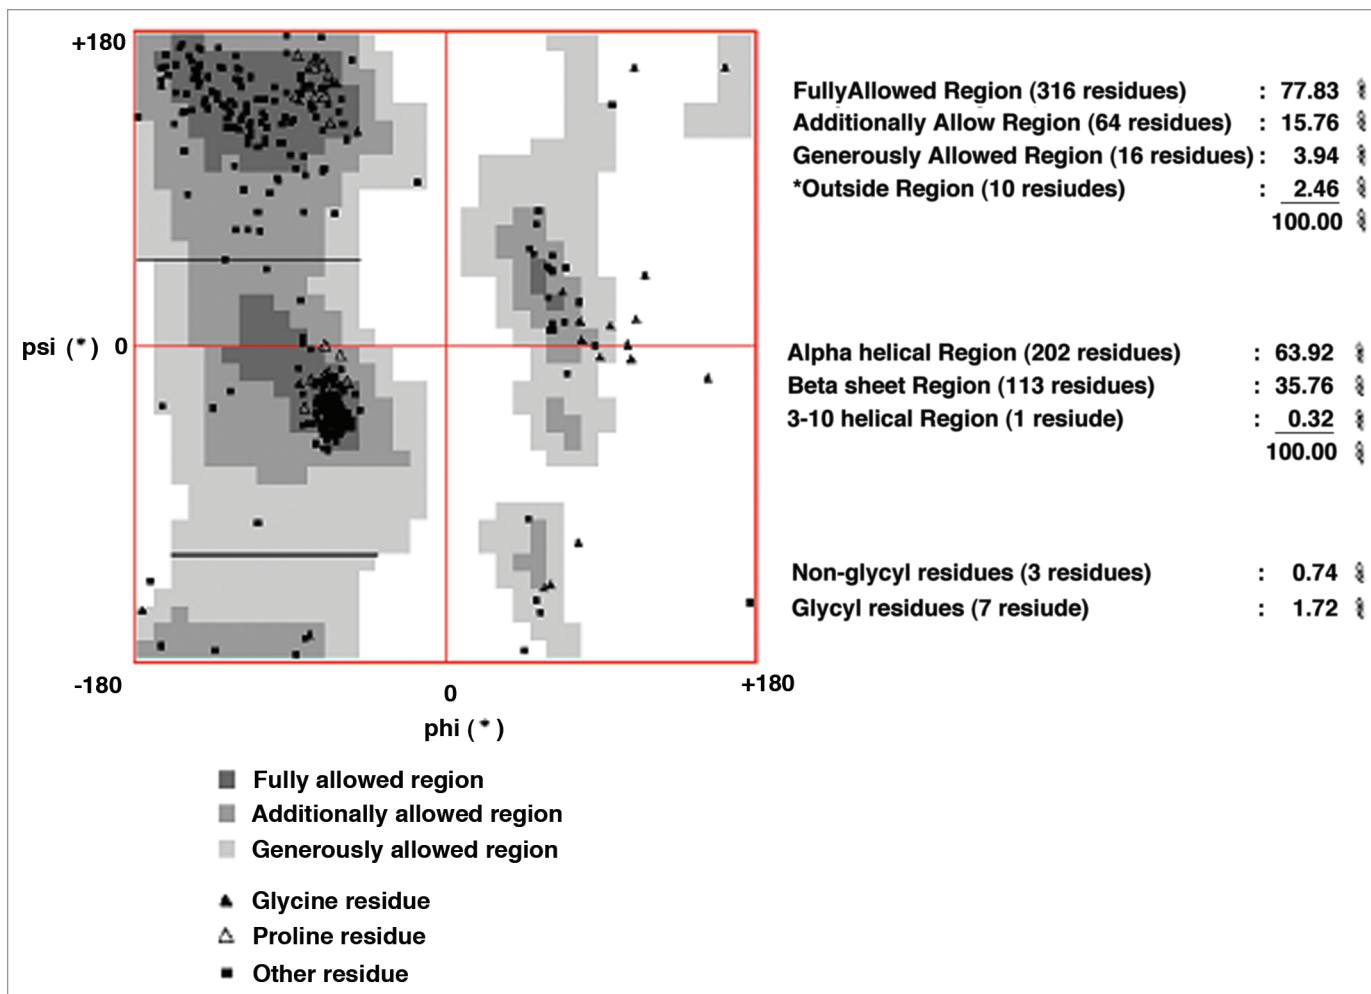 +180
psi (*) 0
-180
0
+180
phi (*)
FullyAllowed Region (316 residues) : 77.83 %
Additionally Allow Region (64 residues) : 15.76 %
Generously Allowed Region (16 residues) : 3.94 %
*Outside Region (10 resiudes) : 2.46 %
100.00 %
Alpha helical Region (202 residues) : 63.92 %
Beta sheet Region (113 residues) : 35.76 %
3-10 helical Region (1 resiude) : 0.32 %
100.00 %
Non-glycyl residues (3 residues) : 0.74 %
Glycyl residues (7 resiude) : 1.72 %
Fully allowed region
Additionally allowed region
Generously allowed region
Glycine residue
Proline residue
Other residue